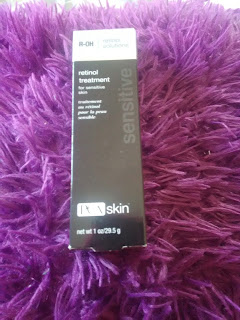 R-OH
retinol
treatment
for sensitive
skin
traitement
au rétinol
pour la peau
sensible
sensitive
PCA skin
net wt 1 oz/29.5 g